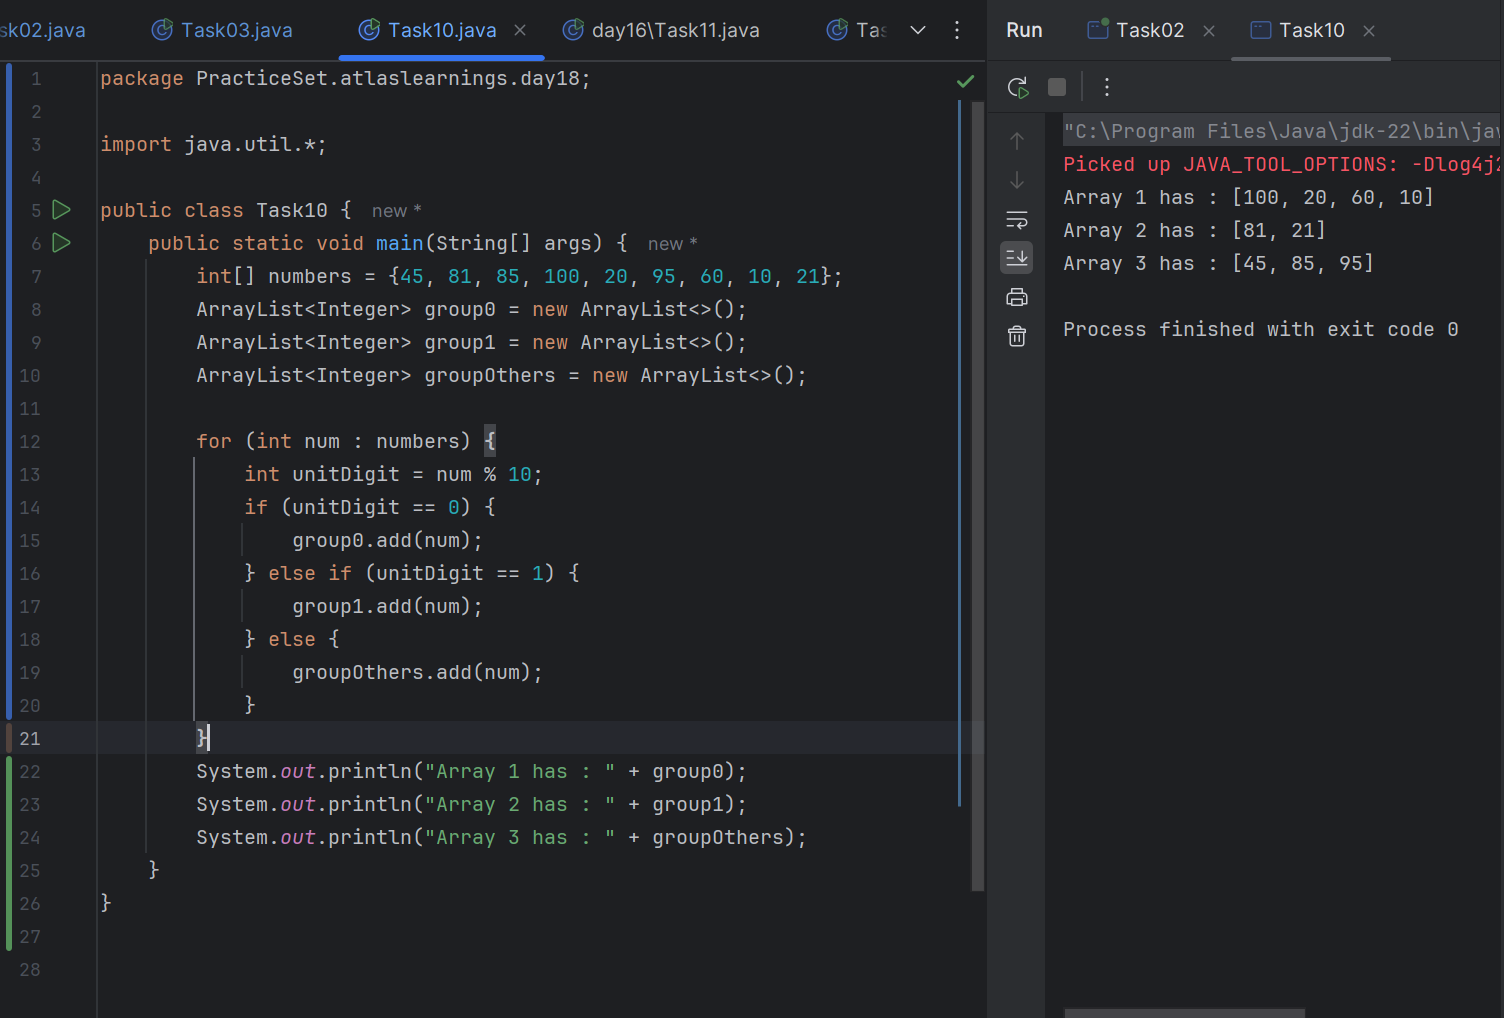 sk02.java Task03.java Task10.java day16\Task11.java Tas
Run Task02 Task10
1 package PracticeSet.atlaslearnings.day18;
2
3 import java.util.*;
4
5 public class Task10 { new *
6 public static void main(String[] args) { new *
7 int[] numbers = {45, 81, 85, 100, 20, 95, 60, 10, 21};
8 ArrayList<Integer> group0 = new ArrayList<>();
9 ArrayList<Integer> group1 = new ArrayList<>();
10 ArrayList<Integer> groupOthers = new ArrayList<>();
11
12 for (int num : numbers) {
13 int unitDigit = num % 10;
14 if (unitDigit == 0) {
15 group0.add(num);
16 } else if (unitDigit == 1) {
17 group1.add(num);
18 } else {
19 groupOthers.add(num);
20 }
21 }
22 System.out.println("Array 1 has : " + group0);
23 System.out.println("Array 2 has : " + group1);
24 System.out.println("Array 3 has : " + groupOthers);
25 }
26 }
27
28
"C:\Program Files\Java\jdk-22\bin\jav
Picked up JAVA_TOOL_OPTIONS: -Dlog4j2
Array 1 has : [100, 20, 60, 10]
Array 2 has : [81, 21]
Array 3 has : [45, 85, 95]
Process finished with exit code 0